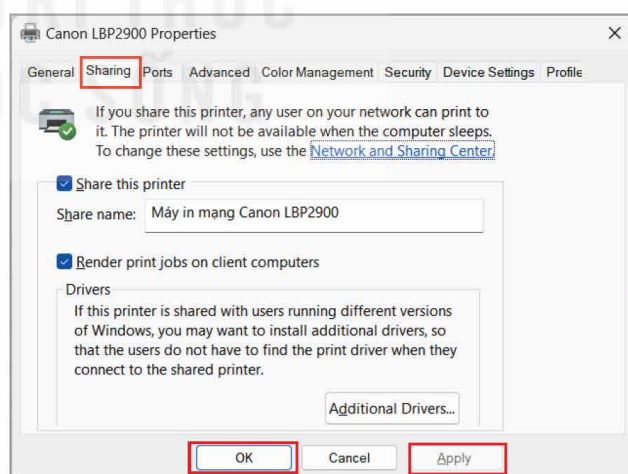 Canon LBP2900 Properties
General Sharing Ports Advanced Color Management Security Device Settings Profile
If you share this printer, any user on your network can print to
it. The printer will not be available when the computer sleeps.
To change these settings, use the Network and Sharing Center.
Share this printer
Share name: Máy in mạng Canon LBP2900
Render print jobs on client computers
Drivers
If this printer is shared with users running different versions
of Windows, you may want to install additional drivers, so
that the users do not have to find the print driver when they
connect to the shared printer.
Additional Drivers...
OK Cancel Apply